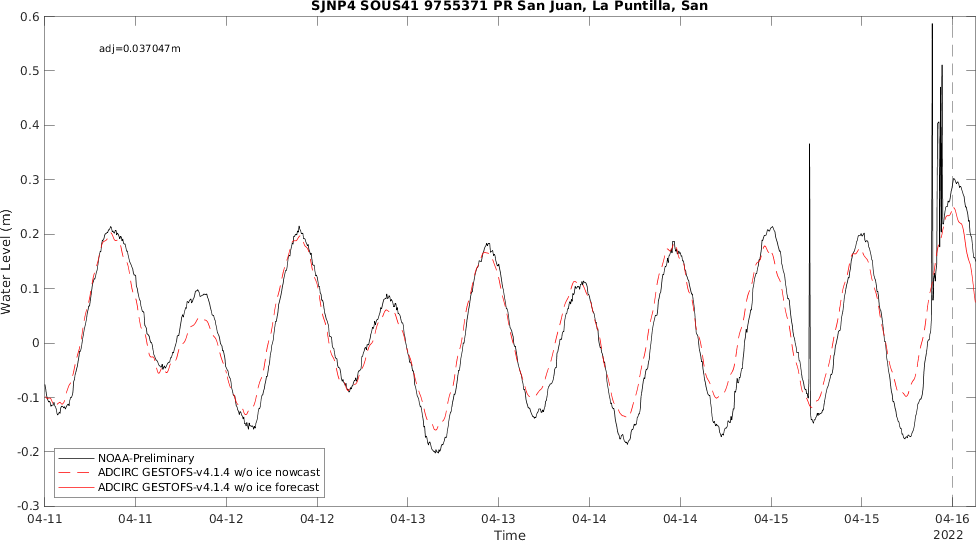 SJNP4 SOUS41 9755371 PR San Juan, La Puntilla, San
adj=0.037047m
0.6
0.5
0.4
0.3
0.2
0.1
0
-0.1
-0.2
-0.3
Water Level (m)
NOAA-Preliminary
ADCIRC GESTOFS-v4.1.4 w/o ice nowcast
ADCIRC GESTOFS-v4.1.4 w/o ice forecast
04-11 04-11 04-12 04-12 04-13 04-13 04-14 04-14 04-15 04-15 04-16
2022
Time